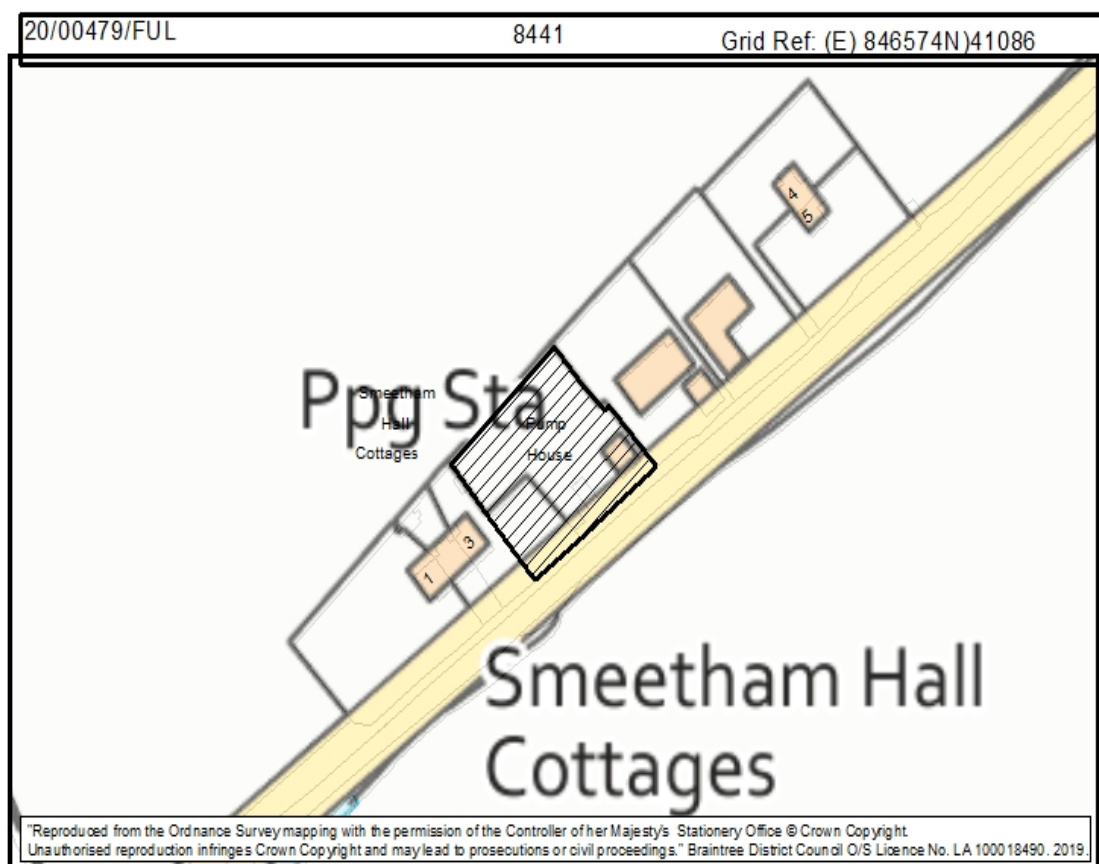 20/00479/FUL 8441 Grid Ref: (E) 846574N)41086
4
5
Ppg Sta
Smeetham
Hall
Cottages
Pump
House
3
1
Smeetham Hall
Cottages
"Reproduced from the Ordnance Survey mapping with the permission of the Controller of her Majesty's Stationery Office © Crown Copyright.
Unauthorised reproduction infringes Crown Copyright and may lead to prosecutions or civil proceedings." Braintree District Council O/S Licence No. LA 100018490. 2019.